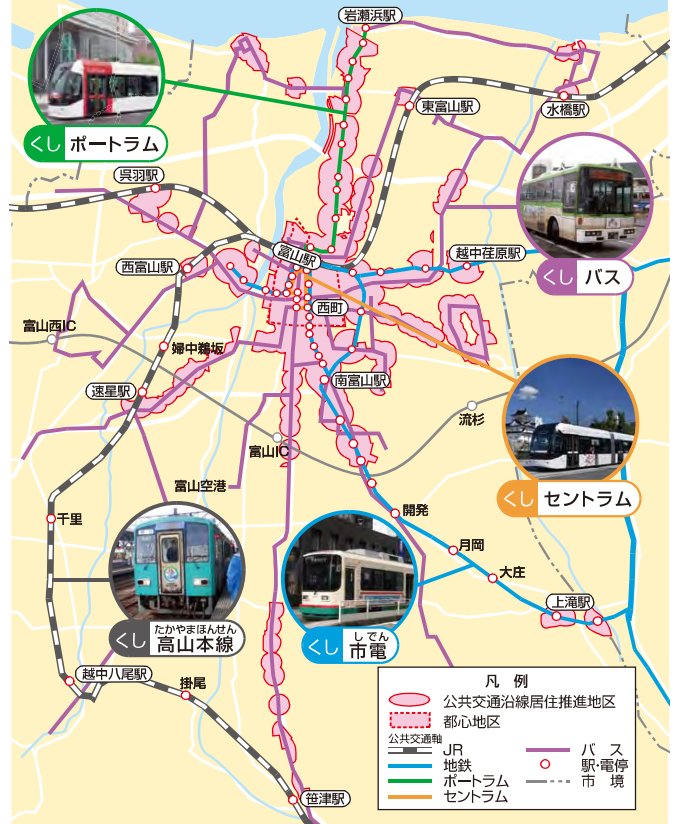 岩瀬浜駅
くし ポートラム
東富山駅
水橋駅
呉羽駅
くし バス
富山駅
越中荏原駅
西富山駅
西町
富山西IC
婦中鵜坂
南富山駅
速星駅
流杉
富山IC
富山空港
くし セントラム
開発
千里
月岡
大庄
上滝駅
たかやまほんせん
くし 高山本線
しでん
くし 市電
越中八尾駅
掛尾
笹津駅
凡 例
公共交通沿線居住推進地区
都心地区
公共交通軸
JR
地鉄
ポートラム
セントラム
バ ス
駅・電停
市 境